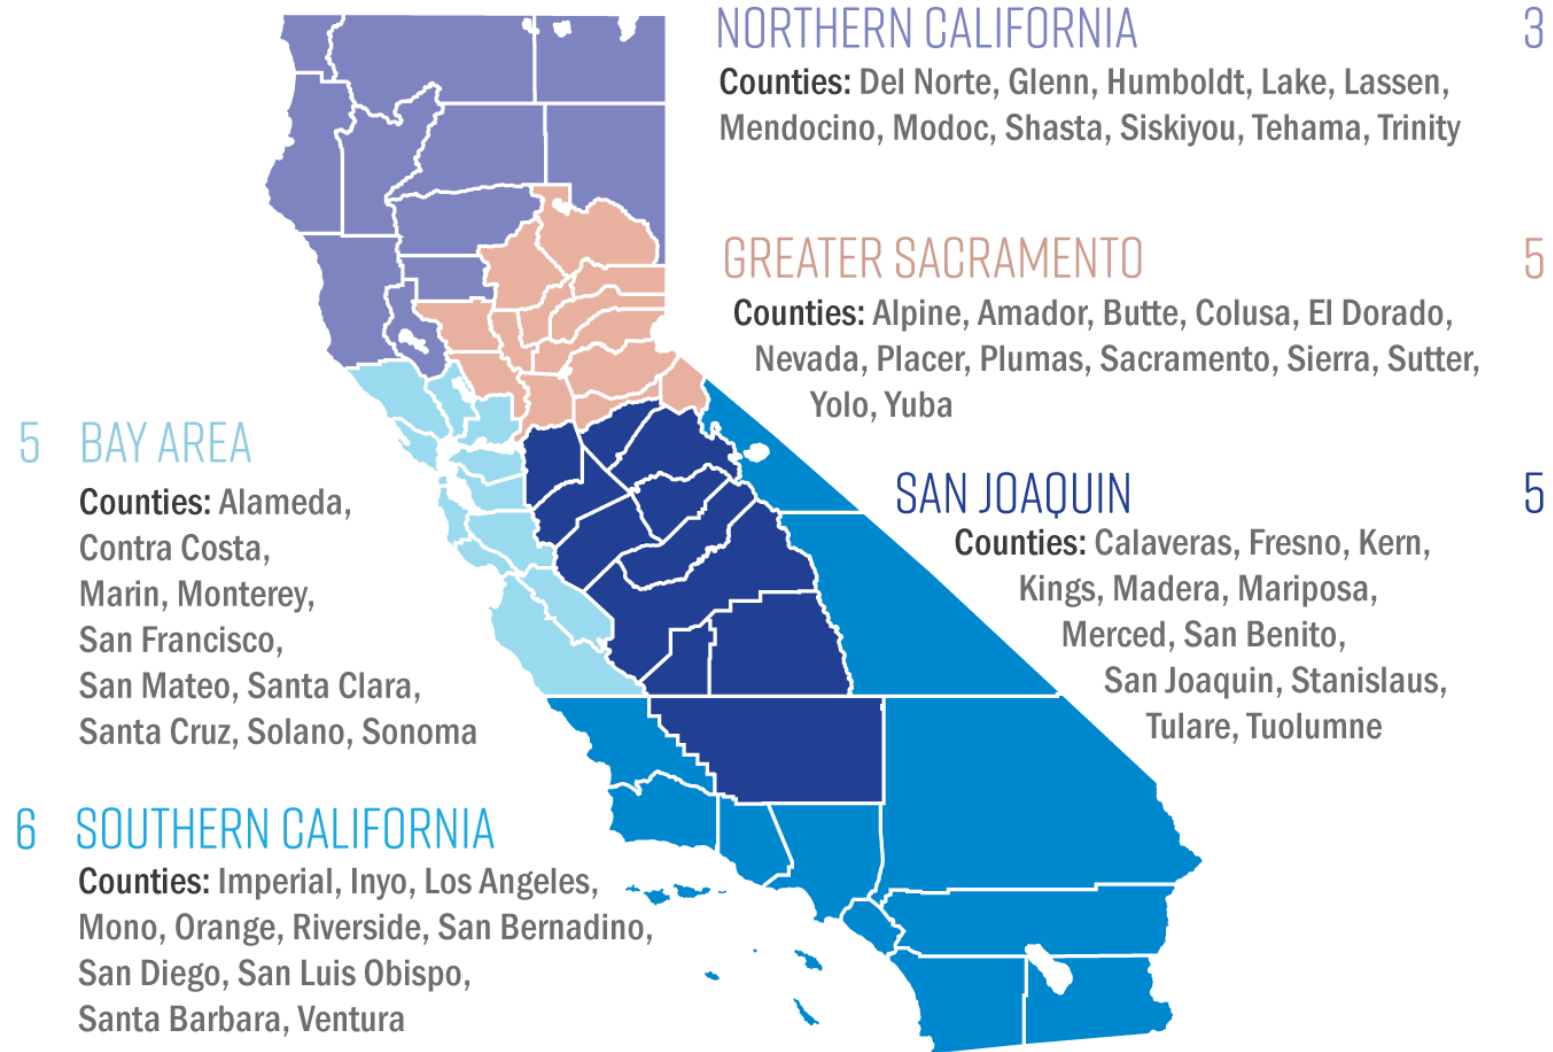 NORTHERN CALIFORNIA 3
Counties: Del Norte, Glenn, Humboldt, Lake, Lassen,
Mendocino, Modoc, Shasta, Siskiyou, Tehama, Trinity
GREATER SACRAMENTO 5
Counties: Alpine, Amador, Butte, Colusa, El Dorado,
Nevada, Placer, Plumas, Sacramento, Sierra, Sutter,
Yolo, Yuba
5 BAY AREA
Counties: Alameda,
Contra Costa,
Marin, Monterey,
San Francisco,
San Mateo, Santa Clara,
Santa Cruz, Solano, Sonoma
SAN JOAQUIN 5
Counties: Calaveras, Fresno, Kern,
Kings, Madera, Mariposa,
Merced, San Benito,
San Joaquin, Stanislaus,
Tulare, Tuolumne
6 SOUTHERN CALIFORNIA
Counties: Imperial, Inyo, Los Angeles,
Mono, Orange, Riverside, San Bernadino,
San Diego, San Luis Obispo,
Santa Barbara, Ventura